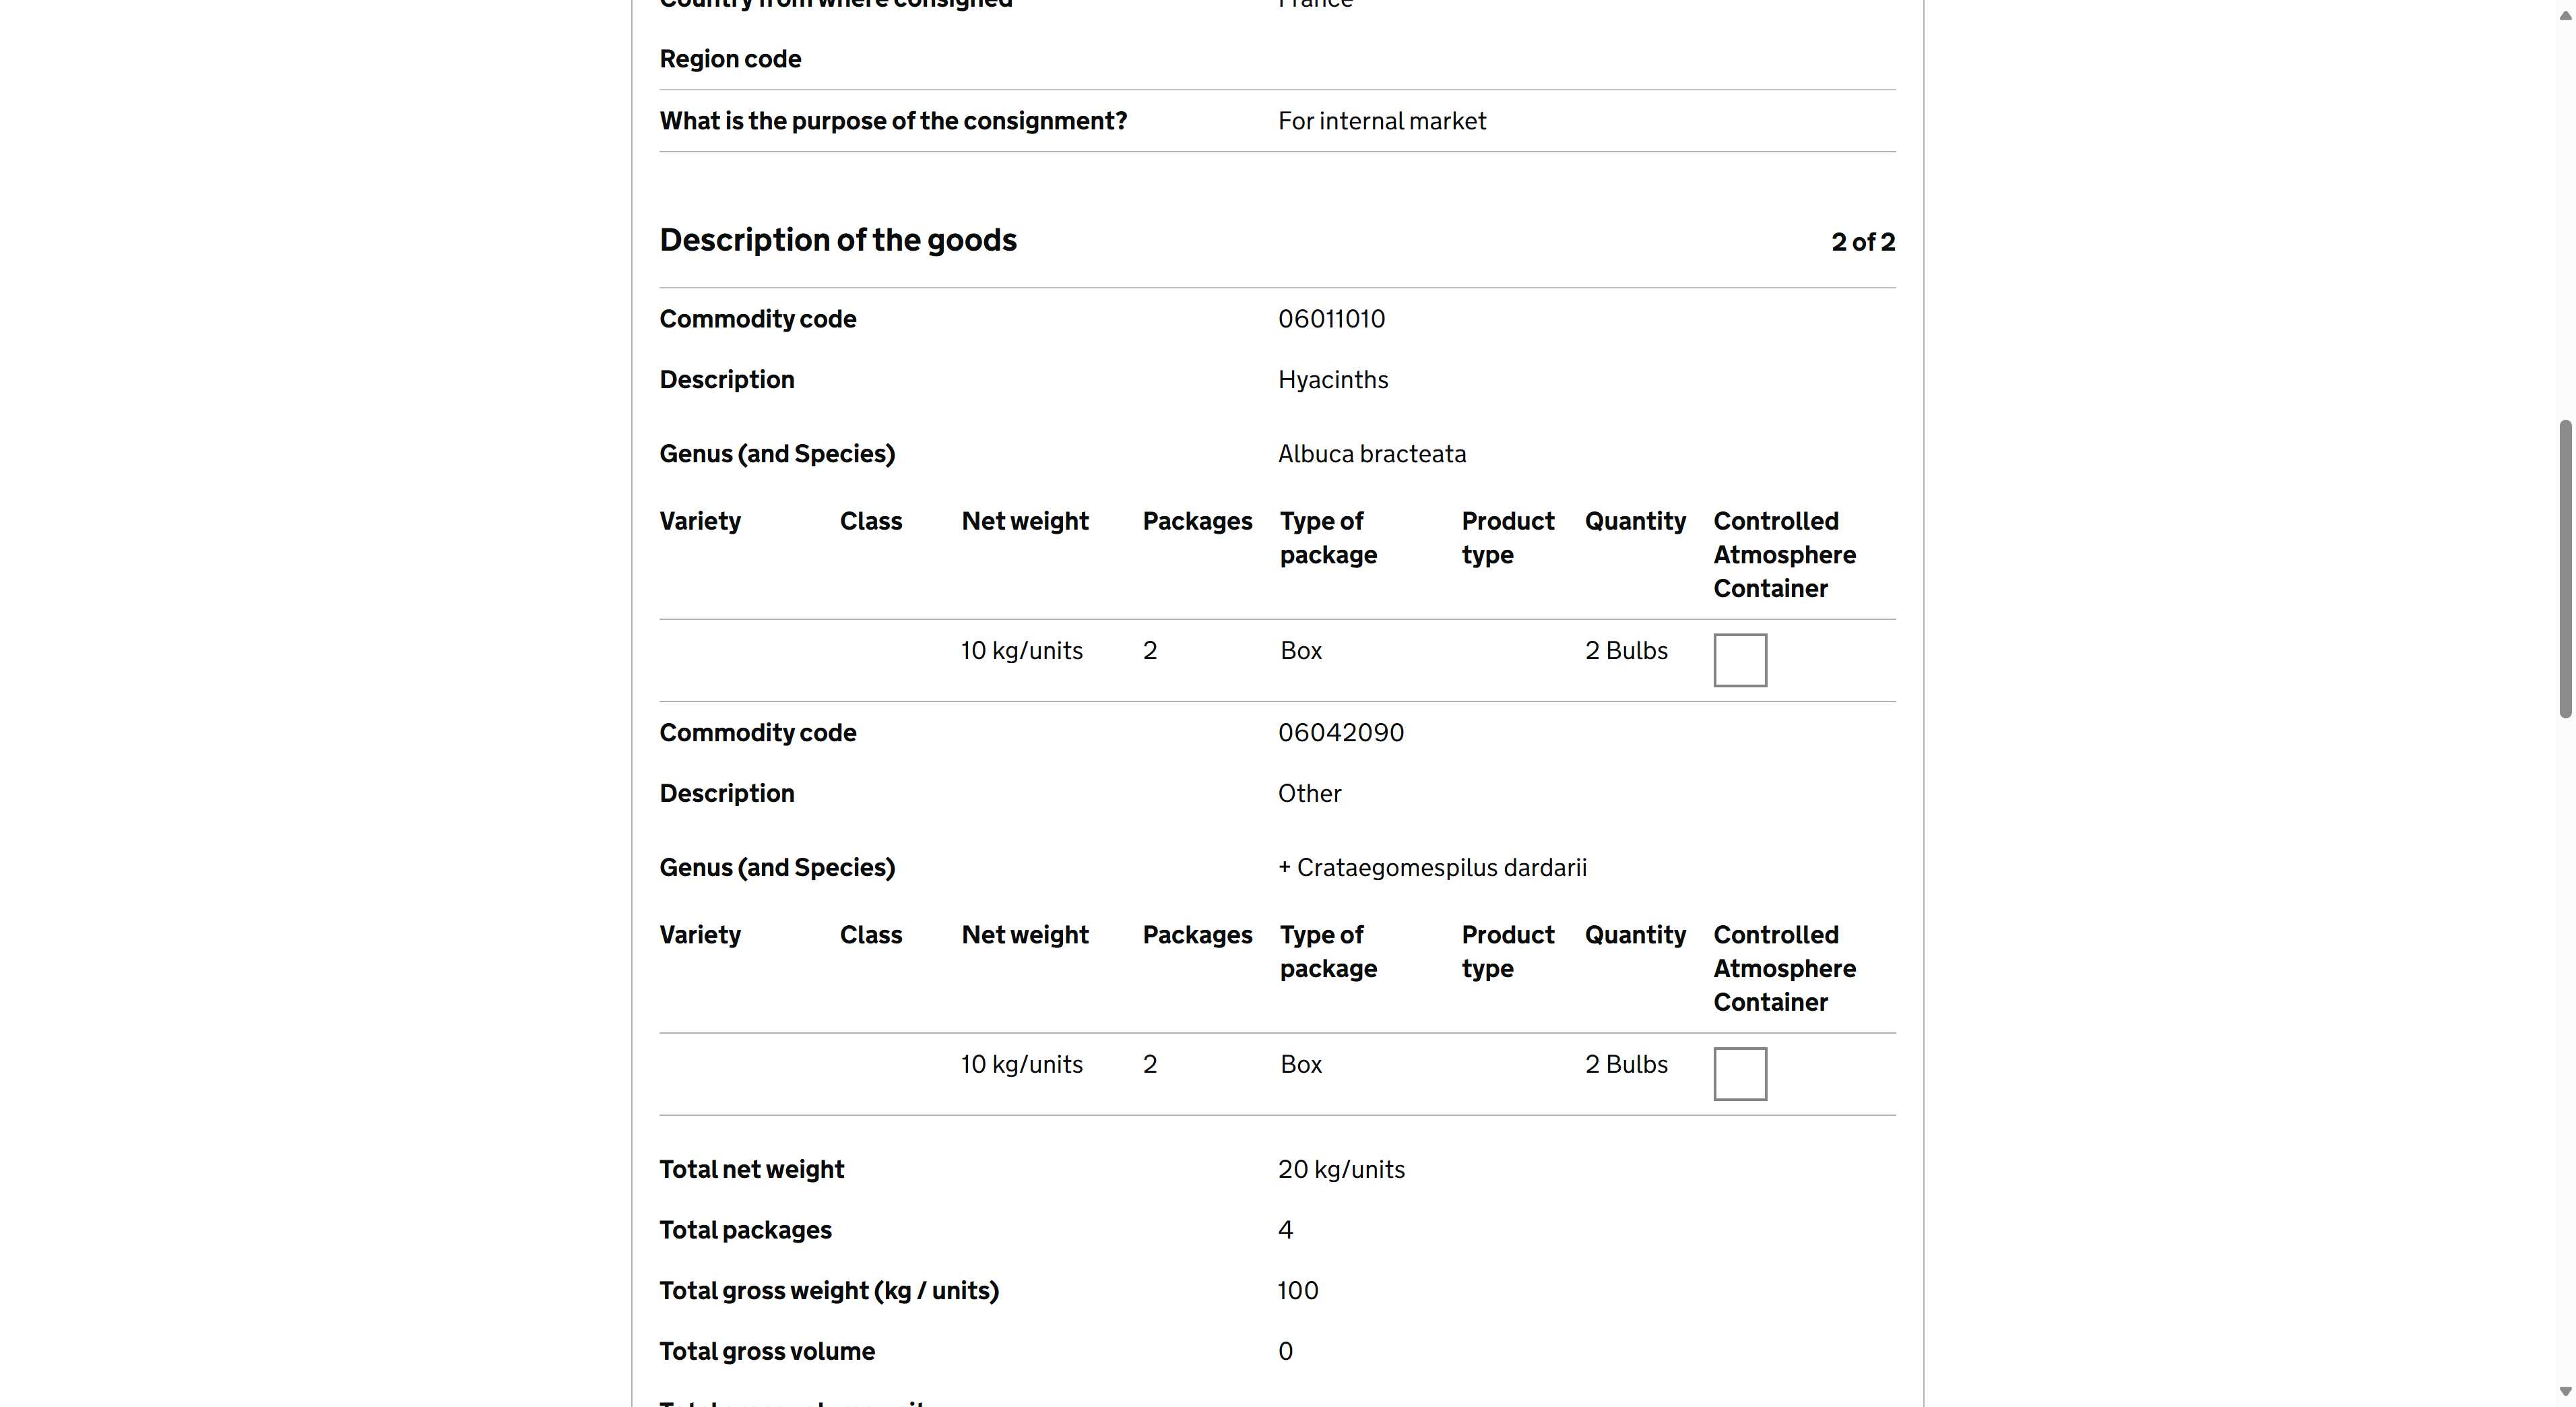 Country from where consigned France
Region code
What is the purpose of the consignment? For internal market
Description of the goods 2 of 2
Commodity code 06011010
Description Hyacinths
Genus (and Species) Albuca bracteata
Variety Class Net weight Packages Type of package Product type Quantity Controlled Atmosphere Container
10 kg/units 2 Box 2 Bulbs
Commodity code 06042090
Description Other
Genus (and Species) + Crataegomespilus dardarii
Variety Class Net weight Packages Type of package Product type Quantity Controlled Atmosphere Container
10 kg/units 2 Box 2 Bulbs
Total net weight 20 kg/units
Total packages 4
Total gross weight (kg / units) 100
Total gross volume 0